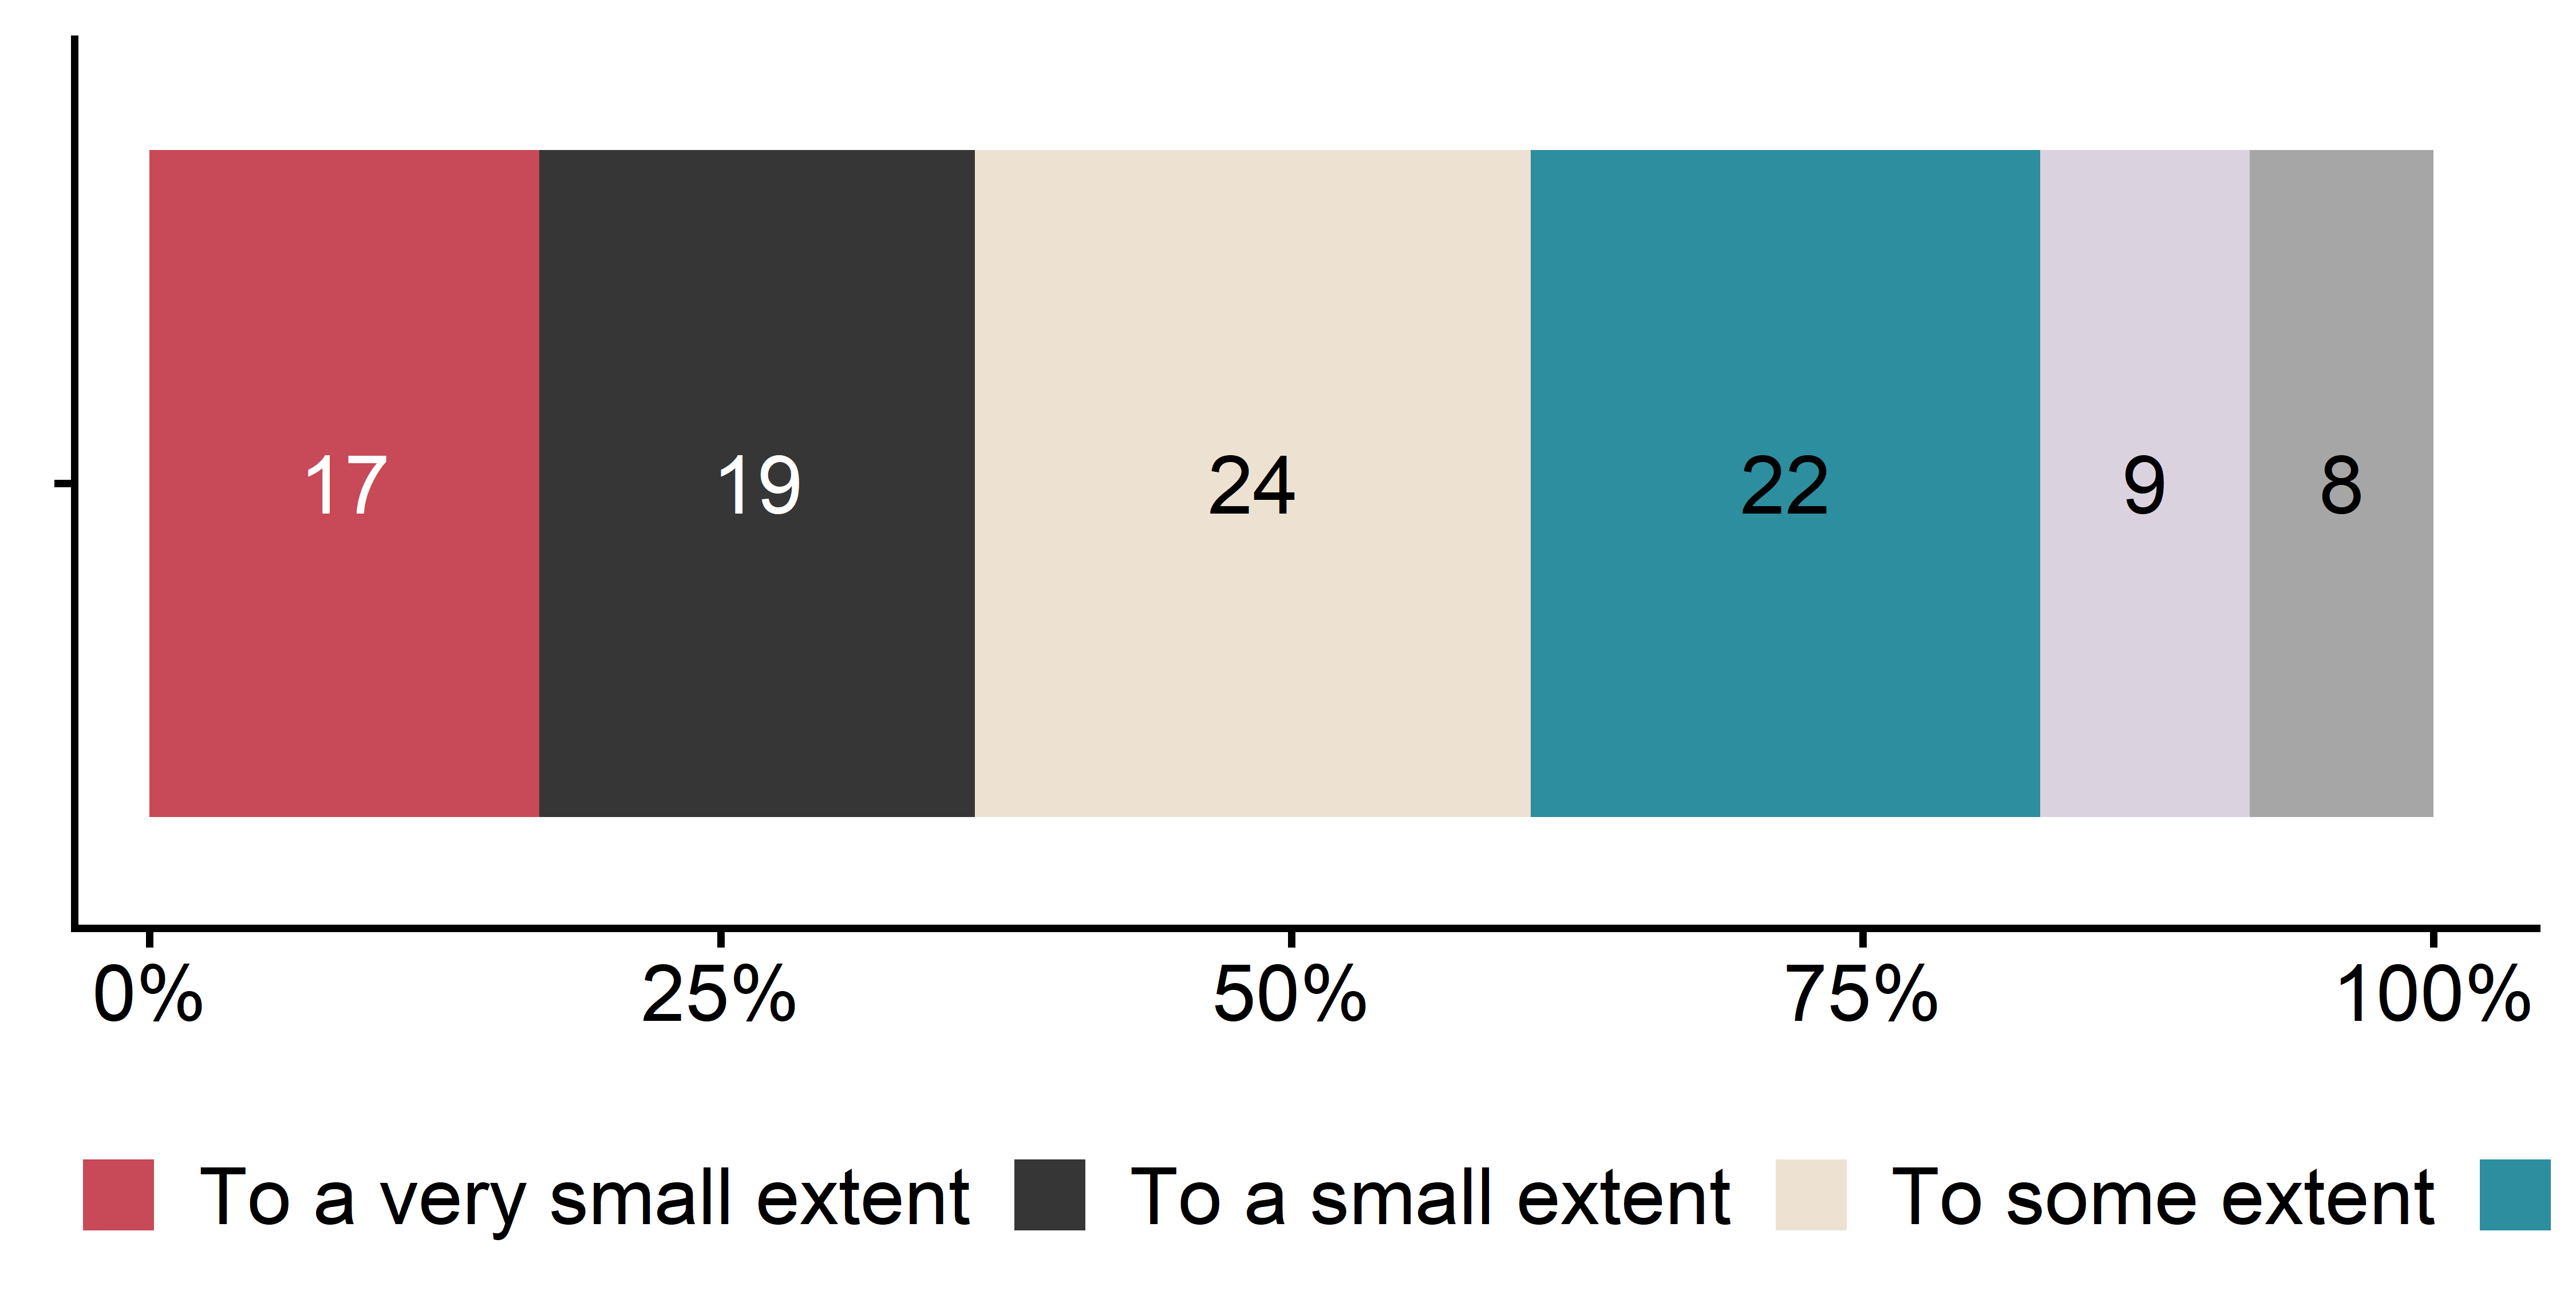 17 19 24 22 9 8
0% 25% 50% 75% 100%
To a very small extent To a small extent To some extent